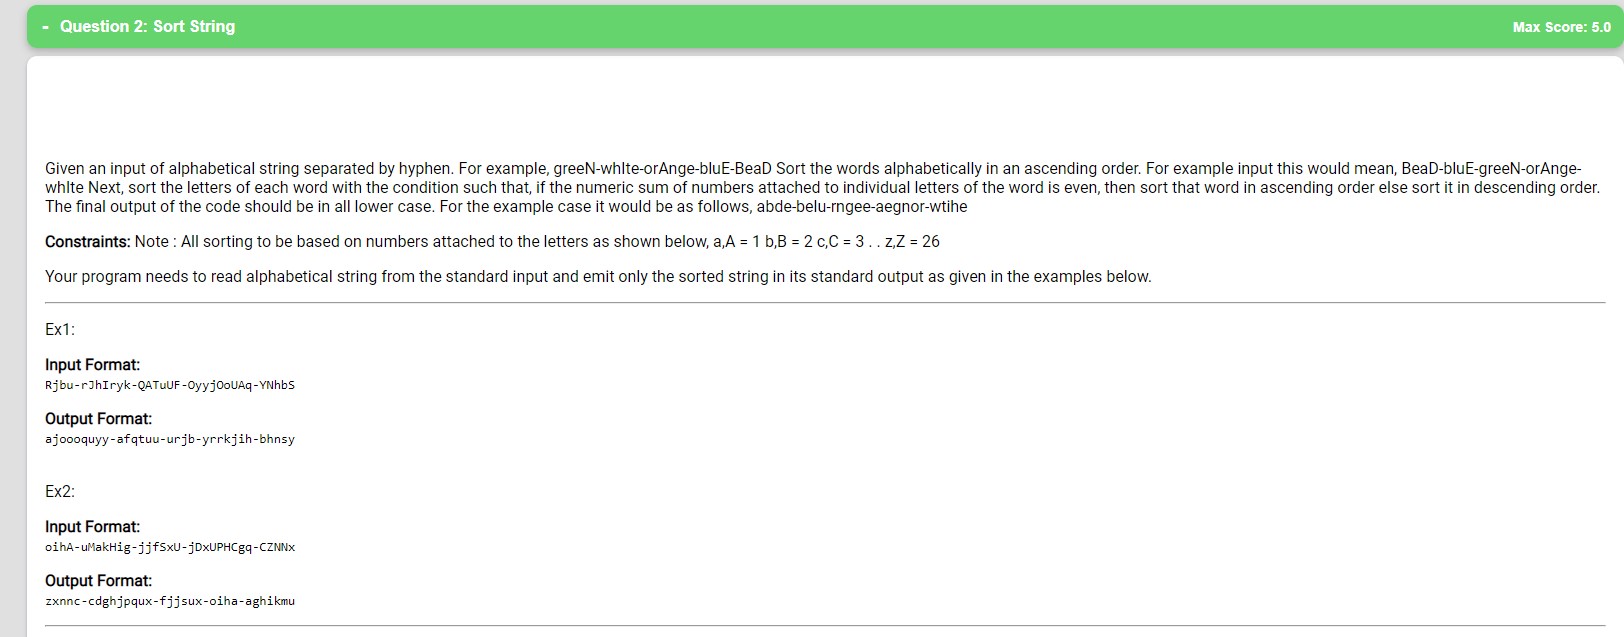 - Question 2: Sort String
Max Score: 5.0
Given an input of alphabetical string separated by hyphen. For example, greeN-whIte-orAnge-bluE-BeaD Sort the words alphabetically in an ascending order. For example input this would mean, BeaD-bluE-greeN-orAnge-
whIte Next, sort the letters of each word with the condition such that, if the numeric sum of numbers attached to individual letters of the word is even, then sort that word in ascending order else sort it in descending order.
The final output of the code should be in all lower case. For the example case it would be as follows, abde-belu-rngee-aegnor-wtihe
Constraints: Note : All sorting to be based on numbers attached to the letters as shown below, a,A = 1 b,B = 2 c,C = 3 . . z,Z = 26
Your program needs to read alphabetical string from the standard input and emit only the sorted string in its standard output as given in the examples below.
Ex1:
Input Format:
Rjbu-rJhIryk-QATuUF-OyyjOoUAq-YNhbS
Output Format:
ajoooquyy-afqtuu-urjb-yrrkjih-bhnsy
Ex2:
Input Format:
oihA-uMakHig-jjfSxU-jDxUPHCgq-CZNNx
Output Format:
zxnnc-cdghjpqux-fjjsux-oiha-aghikmu